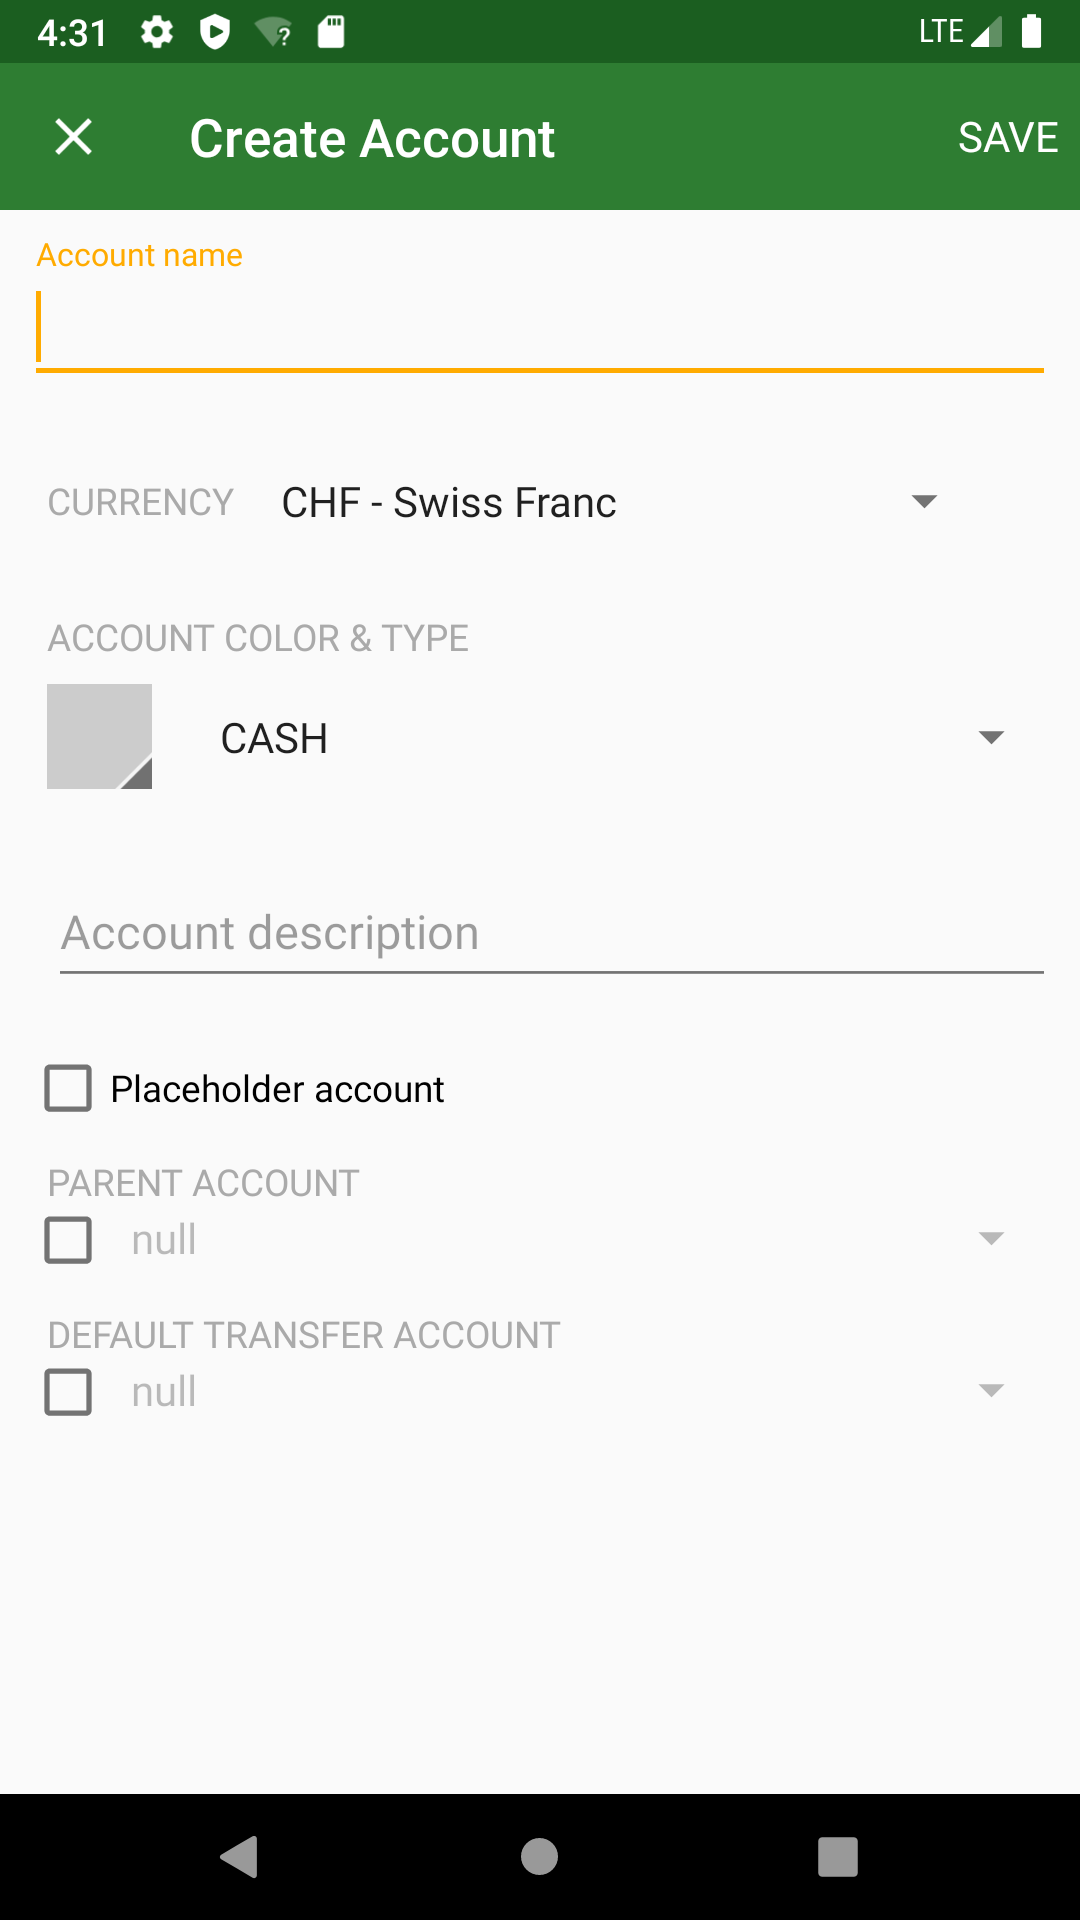 4:31
LTE
Create Account
SAVE
Account name
CURRENCY CHF - Swiss Franc
ACCOUNT COLOR & TYPE
CASH
Account description
Placeholder account
PARENT ACCOUNT
null
DEFAULT TRANSFER ACCOUNT
null